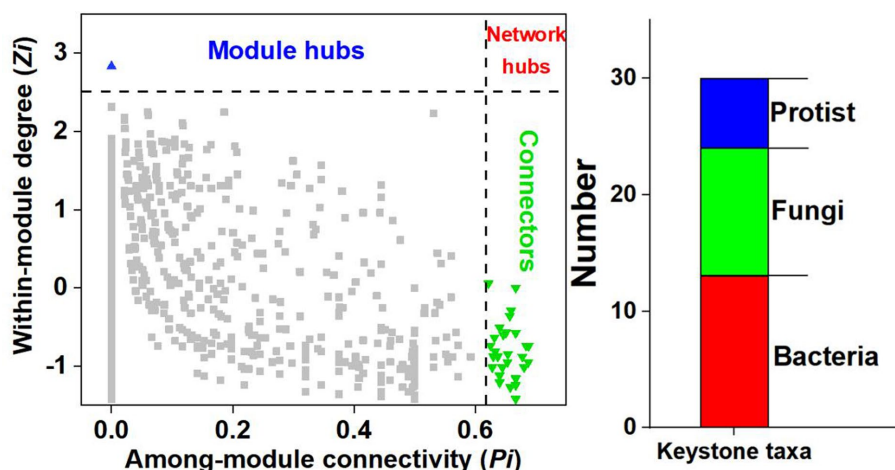 Within-module degree (Zi)
3
2
1
0
-1
Module hubs
Network
hubs
Connectors
0.0
0.2
0.4
0.6
Among-module connectivity (Pi)
Number
30
20
10
0
Protist
Fungi
Bacteria
Keystone taxa